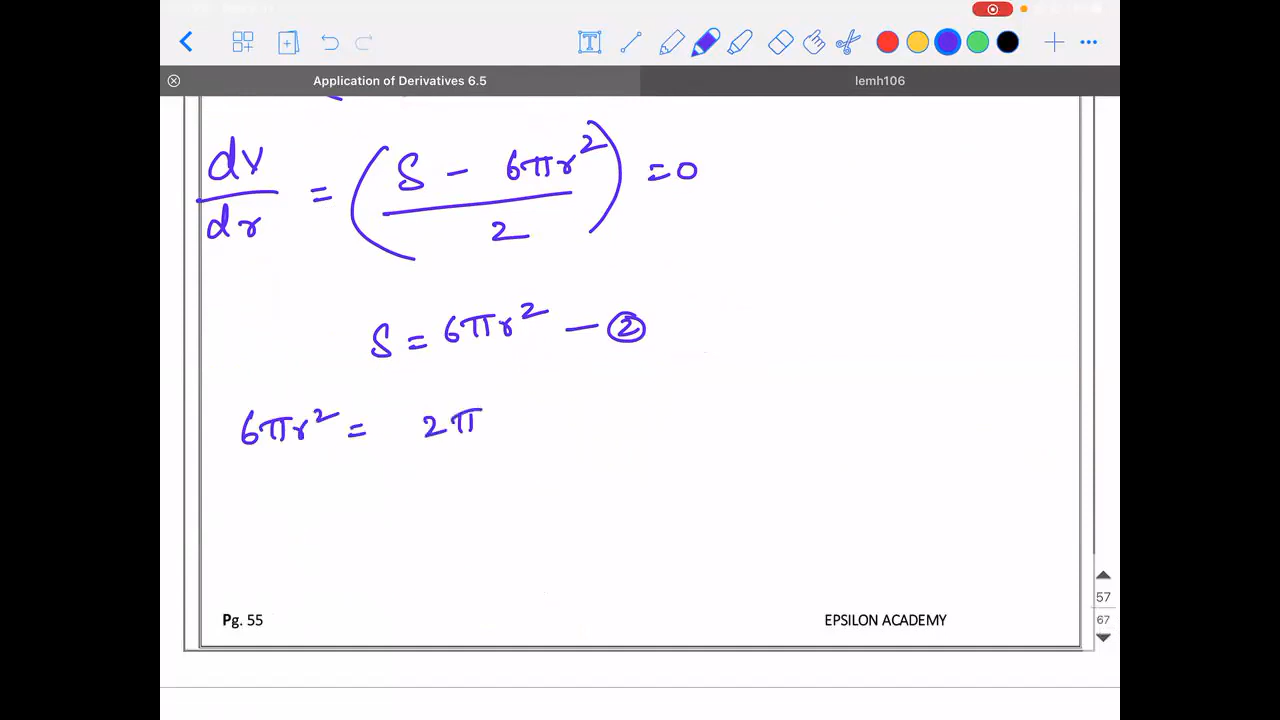 Application of Derivatives 6.5
lemh106
dv/dr = (S - 6πr²/2) = 0
S = 6πr² — ②
6πr² = 2π
57
67
Pg. 55
EPSILON ACADEMY